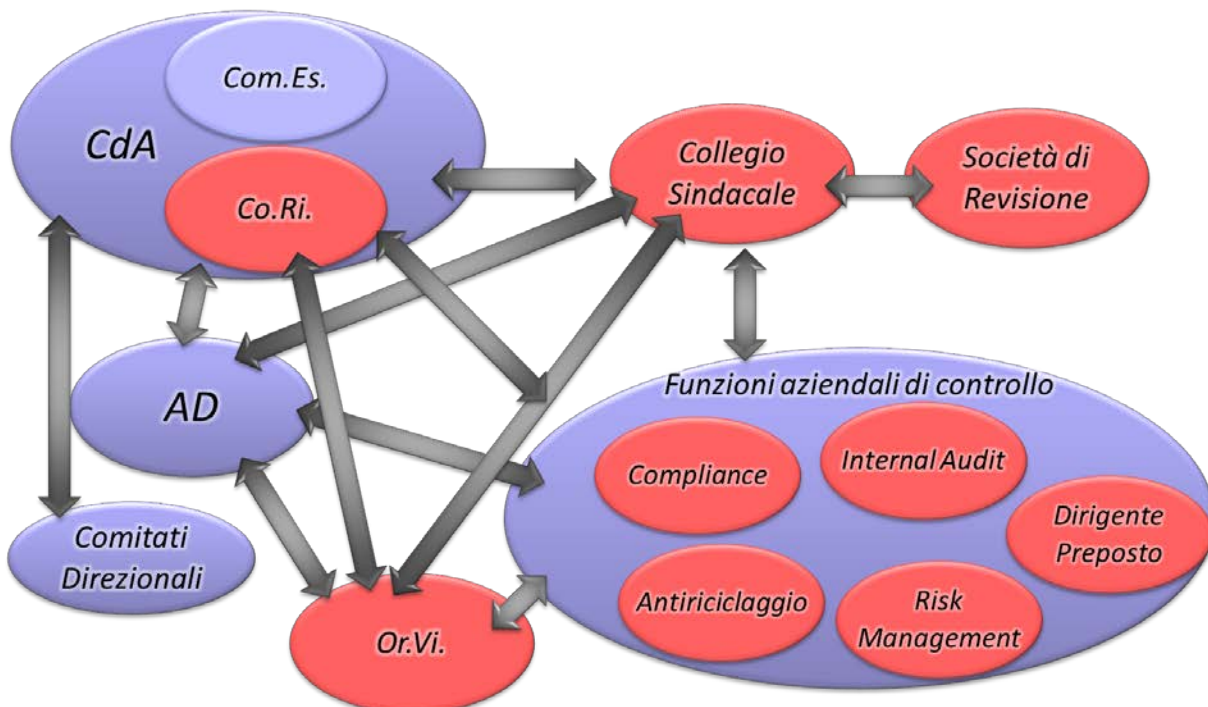 Com.Es.
CdA
Co.Ri.
Collegio
Sindacale
Società di
Revisione
AD
Funzioni aziendali di controllo
Compliance
Internal Audit
Dirigente
Preposto
Antiriciclaggio
Risk
Management
Comitati
Direzionali
Or.Vi.